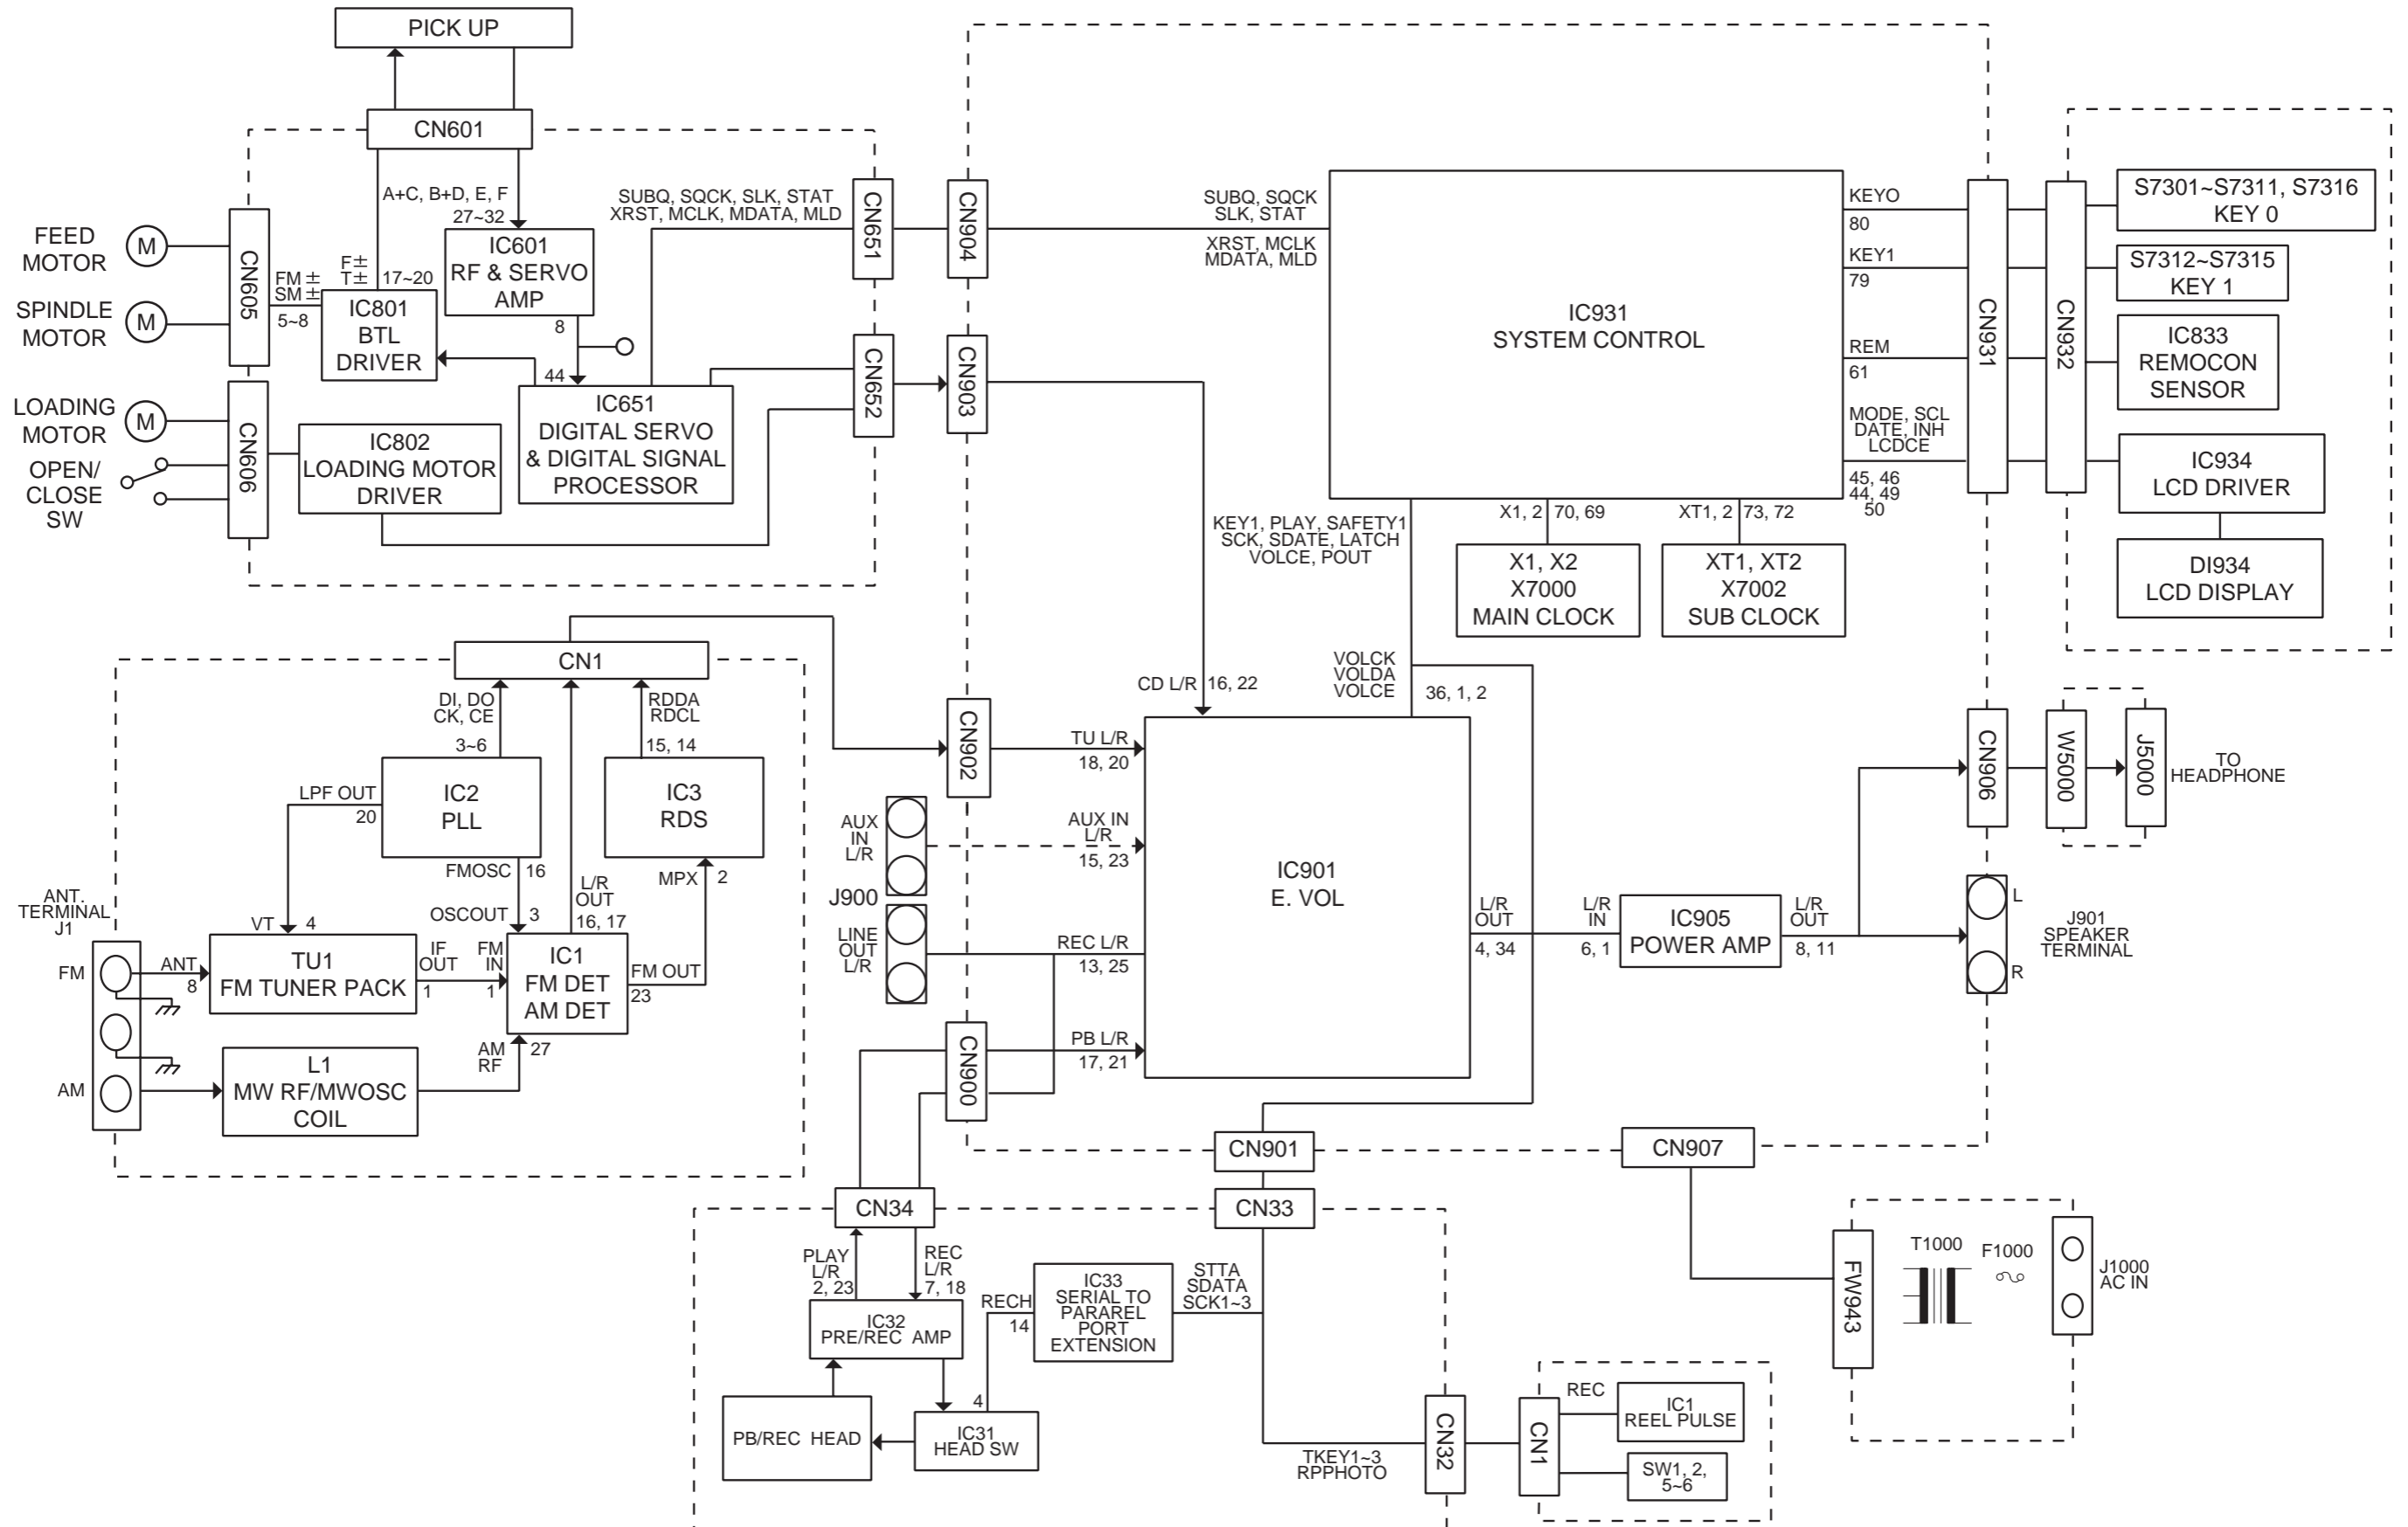 PICK UP
CN601
A+C, B+D, E, F
27~32
IC601
RF & SERVO
AMP
8
FEED
MOTOR
M
SPINDLE
MOTOR
M
CN605
FM ±
SM ±
5~8
F±
T±
17~20
IC801
BTL
DRIVER
44
IC651
DIGITAL SERVO
& DIGITAL SIGNAL
PROCESSOR
LOADING
MOTOR
M
OPEN/
CLOSE
SW
CN606
IC802
LOADING MOTOR
DRIVER
SUBQ, SQCK, SLK, STAT
XRST, MCLK, MDATA, MLD
CN651
CN652
CN904
CN903
SUBQ, SQCK
SLK, STAT
XRST, MCLK
MDATA, MLD
IC931
SYSTEM CONTROL
KEYO
80
KEY1
79
REM
61
MODE, SCL
DATE, INH
LCDCE
45, 46
44, 49
50
CN931
CN932
S7301~S7311, S7316
KEY 0
S7312~S7315
KEY 1
IC833
REMOCON
SENSOR
IC934
LCD DRIVER
DI934
LCD DISPLAY
KEY1, PLAY, SAFETY1
SCK, SDATE, LATCH
VOLCE, POUT
X1, 2
70, 69
XT1, 2
73, 72
X1, X2
X7000
MAIN CLOCK
XT1, XT2
X7002
SUB CLOCK
VOLCK
VOLDA
VOLCE
36, 1, 2
CD L/R
16, 22
CN1
DI, DO
CK, CE
3~6
RDDA
RDCL
15, 14
IC2
PLL
IC3
RDS
LPF OUT
20
FMOSC
16
OSCOUT
3
L/R
OUT
16, 17
MPX
2
ANT.
TERMINAL
J1
FM
AM
ANT
8
VT
4
TU1
FM TUNER PACK
IF
OUT
1
FM
IN
1
IC1
FM DET
AM DET
FM OUT
23
AM
RF
27
L1
MW RF/MWOSC
COIL
CN902
TU L/R
18, 20
AUX
IN
L/R
AUX IN
L/R
15, 23
J900
LINE
OUT
L/R
REC L/R
13, 25
CN900
PB L/R
17, 21
IC901
E. VOL
L/R
OUT
4, 34
L/R
IN
6, 1
IC905
POWER AMP
L/R
OUT
8, 11
CN906
W5000
J5000
TO
HEADPHONE
L
R
J901
SPEAKER
TERMINAL
CN901
CN907
CN34
CN33
PLAY
L/R
2, 23
REC
L/R
7, 18
IC32
PRE/REC AMP
RECH
14
IC33
SERIAL TO
PARAREL
PORT
EXTENSION
STTA
SDATA
SCK1~3
PB/REC HEAD
4
IC31
HEAD SW
TKEY1~3
RPPHOTO
CN32
CN1
REC
IC1
REEL PULSE
SW1, 2,
5~6
FW943
T1000
F1000
J1000
AC IN